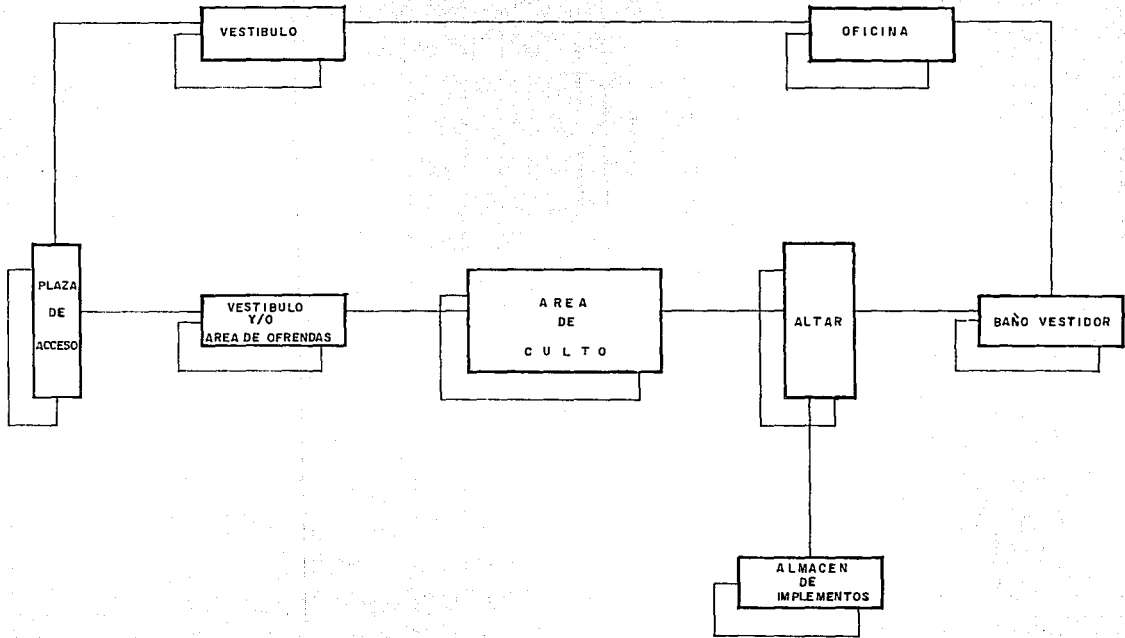 VESTIBULO
OFICINA
PLAZA
DE
ACCESO
VESTIBULO
Y/O
AREA DE OFRENDAS
AREA
DE
CULTO
ALTAR
BAÑO VESTIDOR
ALMACEN
DE
IMPLEMENTOS